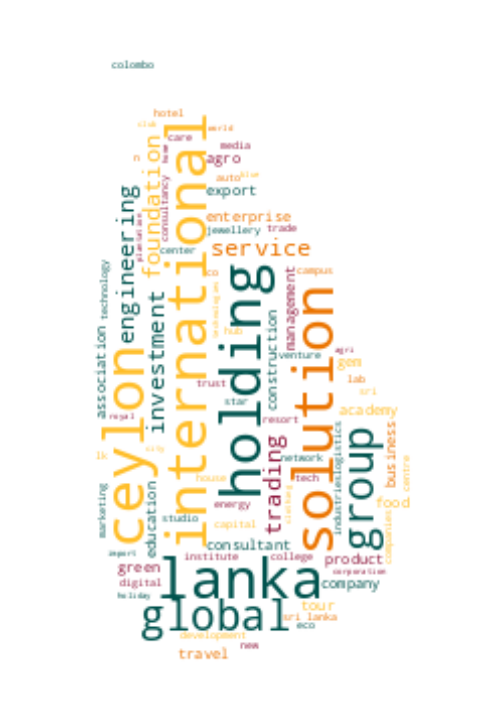 colombo
hotel
club
world
care
media
home
n
agro
auto
blue
consultancy
export
foundation
international
engineering
plantation
enterprise
jewellery
trade
center
service
technology
co
campus
holding
management
solution
technologies
investment
construction
hub
association
venture
agri
gem
ceylon
trust
lab
sri
star
royal
resort
academy
group
trading
industries
logistics
business
lk
city
network
centre
house
tech
energy
marketing
education
food
studio
capital
companies
consultant
import
institute
college
product
green
lanka
corporation
digital
company
holiday
global
tour
sri lanka
eco
development
new
travel